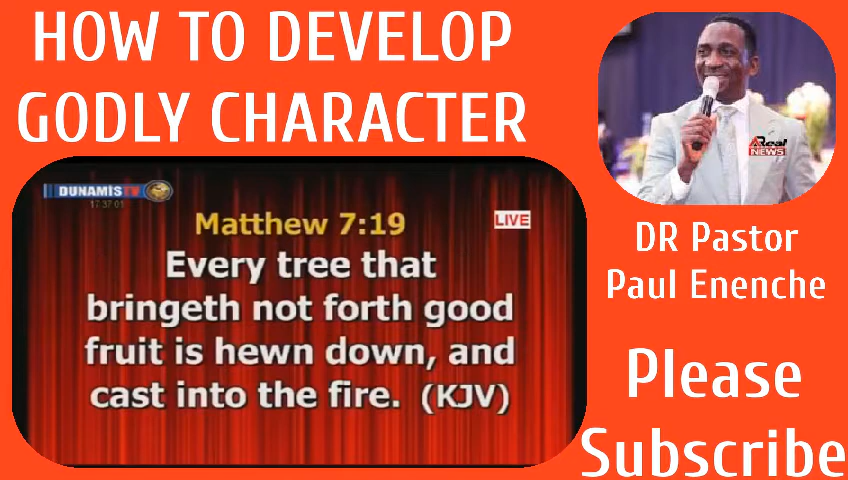 HOW TO DEVELOP
GODLY CHARACTER
AReal
NEWS
DR Pastor
Paul Enenche
Please
Subscribe
DUNAMIS TV
17:37:01
LIVE
Matthew 7:19
Every tree that
bringeth not forth good
fruit is hewn down, and
cast into the fire. (KJV)